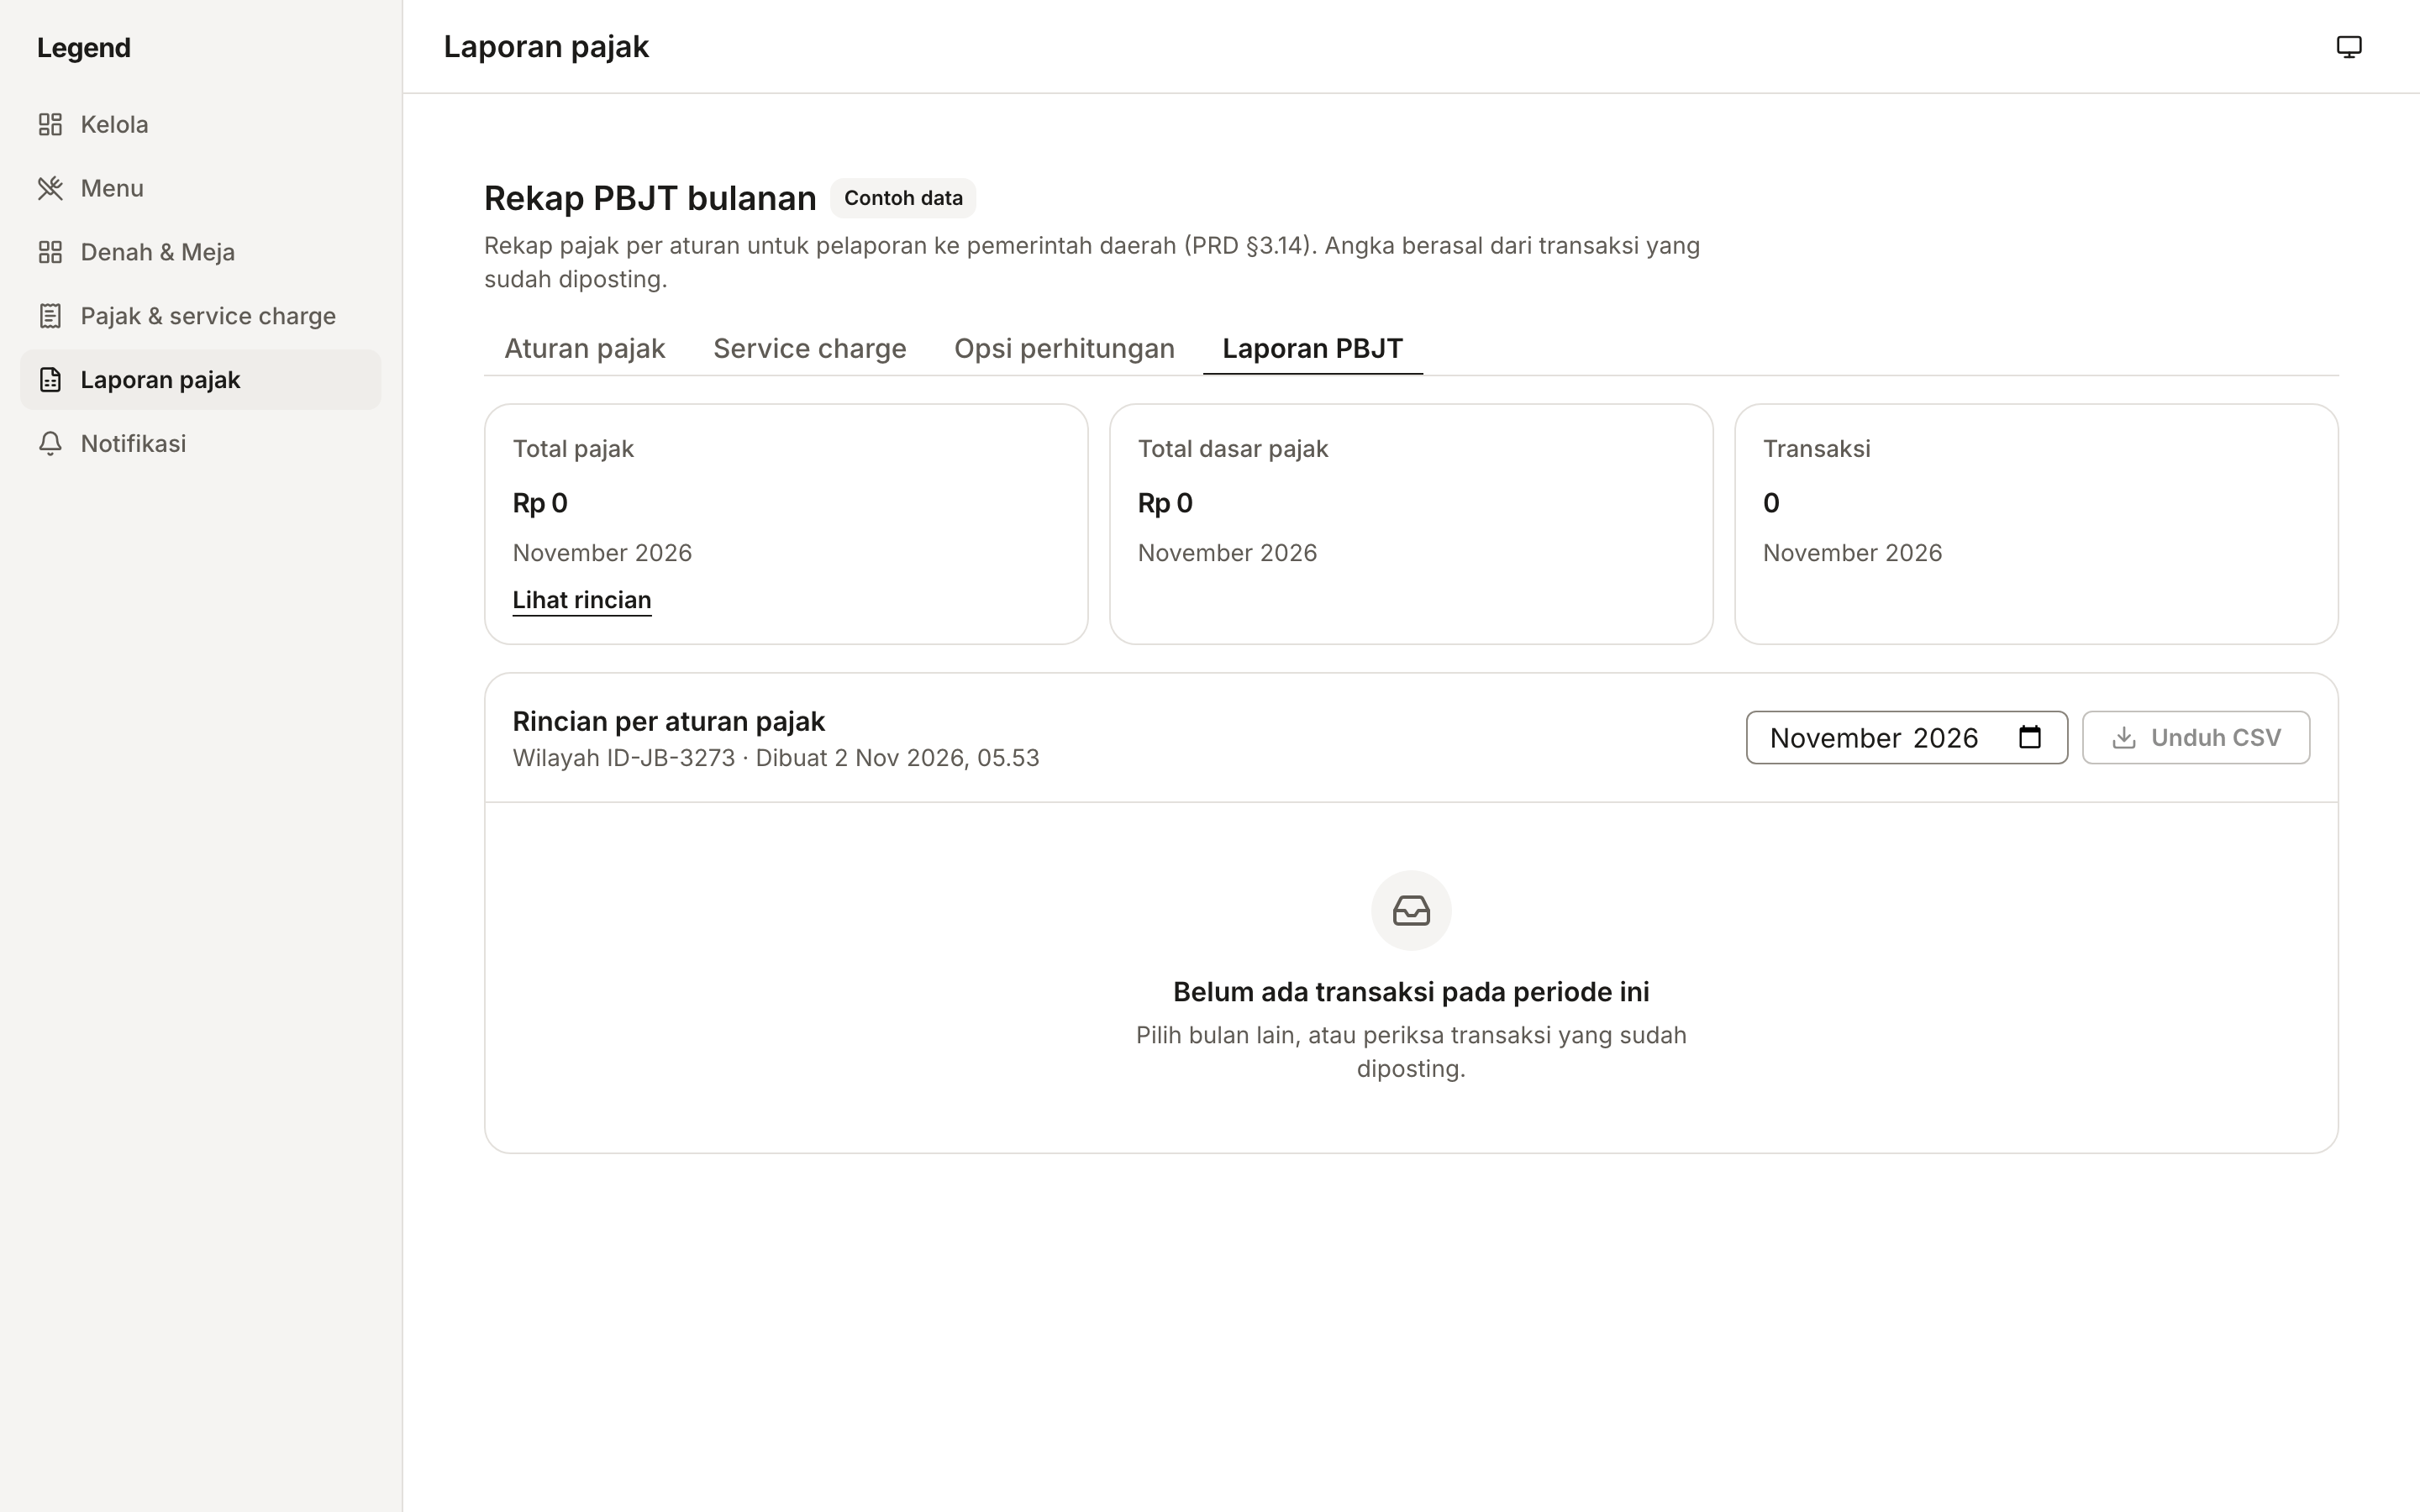 Legend
Kelola
Menu
Denah & Meja
Pajak & service charge
Laporan pajak
Notifikasi
Laporan pajak
Rekap PBJT bulanan
Contoh data
Rekap pajak per aturan untuk pelaporan ke pemerintah daerah (PRD §3.14). Angka berasal dari transaksi yang
sudah diposting.
Aturan pajak
Service charge
Opsi perhitungan
Laporan PBJT
Total pajak
Rp 0
November 2026
Lihat rincian
Total dasar pajak
Rp 0
November 2026
Transaksi
0
November 2026
Rincian per aturan pajak
Wilayah ID-JB-3273 · Dibuat 2 Nov 2026, 05.53
November 2026
Unduh CSV
Belum ada transaksi pada periode ini
Pilih bulan lain, atau periksa transaksi yang sudah
diposting.